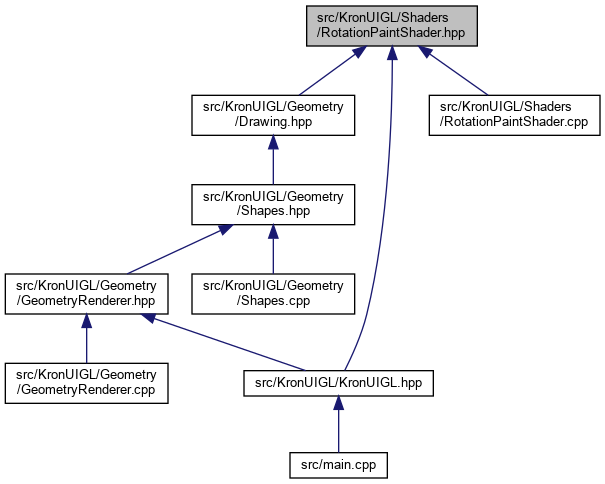 src/KronUIGL/Shaders
/RotationPaintShader.hpp
src/KronUIGL/Geometry
/Drawing.hpp
src/KronUIGL/Shaders
/RotationPaintShader.cpp
src/KronUIGL/Geometry
/Shapes.hpp
src/KronUIGL/Geometry
/GeometryRenderer.hpp
src/KronUIGL/Geometry
/Shapes.cpp
src/KronUIGL/Geometry
/GeometryRenderer.cpp
src/KronUIGL/KronUIGL.hpp
src/main.cpp